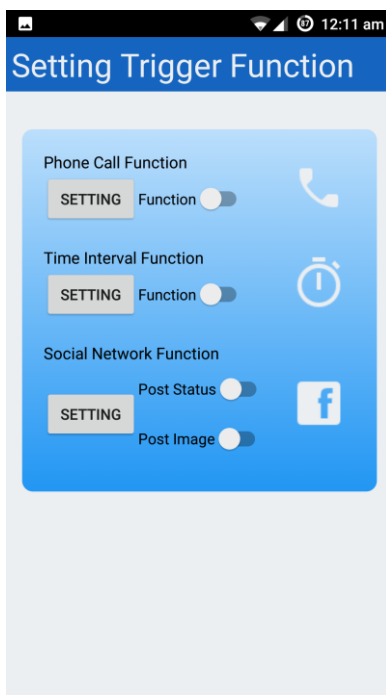 87 12:11 am
Setting Trigger Function
Phone Call Function
SETTING Function
Time Interval Function
SETTING Function
Social Network Function
Post Status
SETTING
Post Image
f